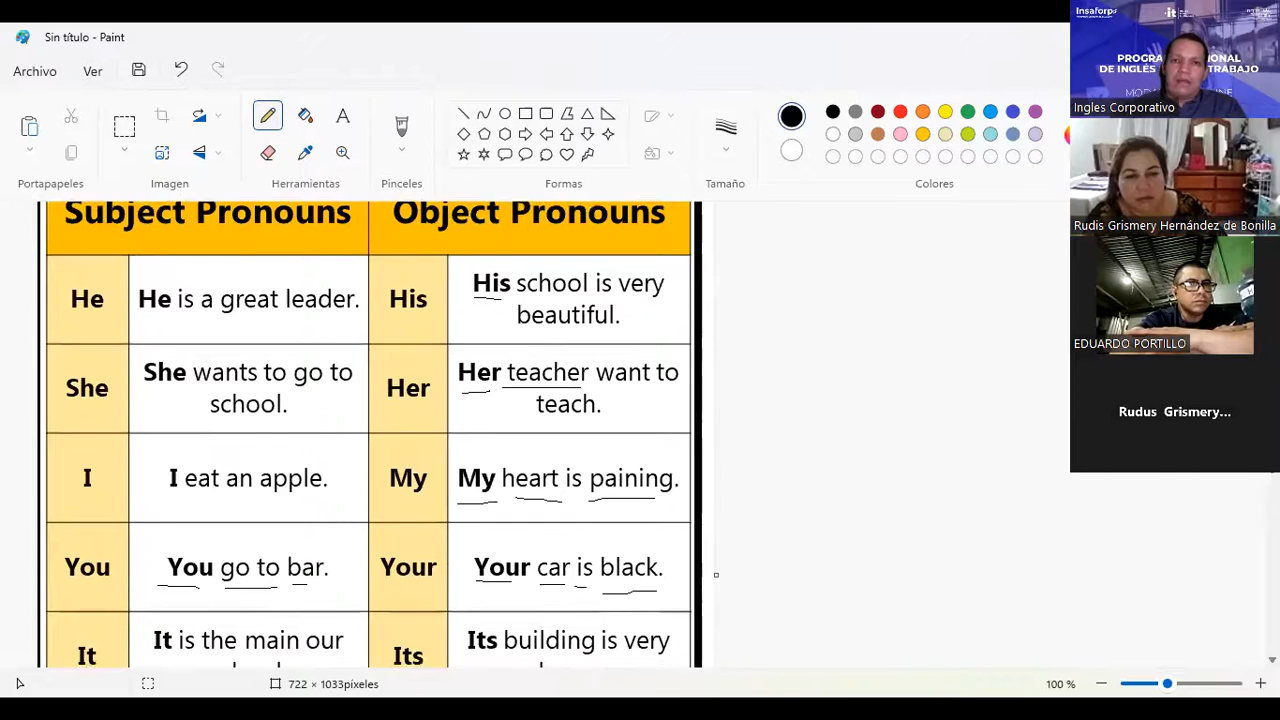 Sin título - Paint
Archivo
Ver
Portapapeles
Imagen
Herramientas
Pinceles
Formas
Tamaño
Colores
Subject Pronouns
Object Pronouns
He
He is a great leader.
His
His school is very
beautiful.
She
She wants to go to
school.
Her
Her teacher want to
teach.
I
I eat an apple.
My
My heart is paining.
You
You go to bar.
Your
Your car is black.
It
It is the main our
Its
Its building is very
722 × 1033píxeles
100 %
Insaforp
it
Ingles Corporativo
Rudis Grismery Hernández de Bonilla
EDUARDO PORTILLO
Rudus Grismery...